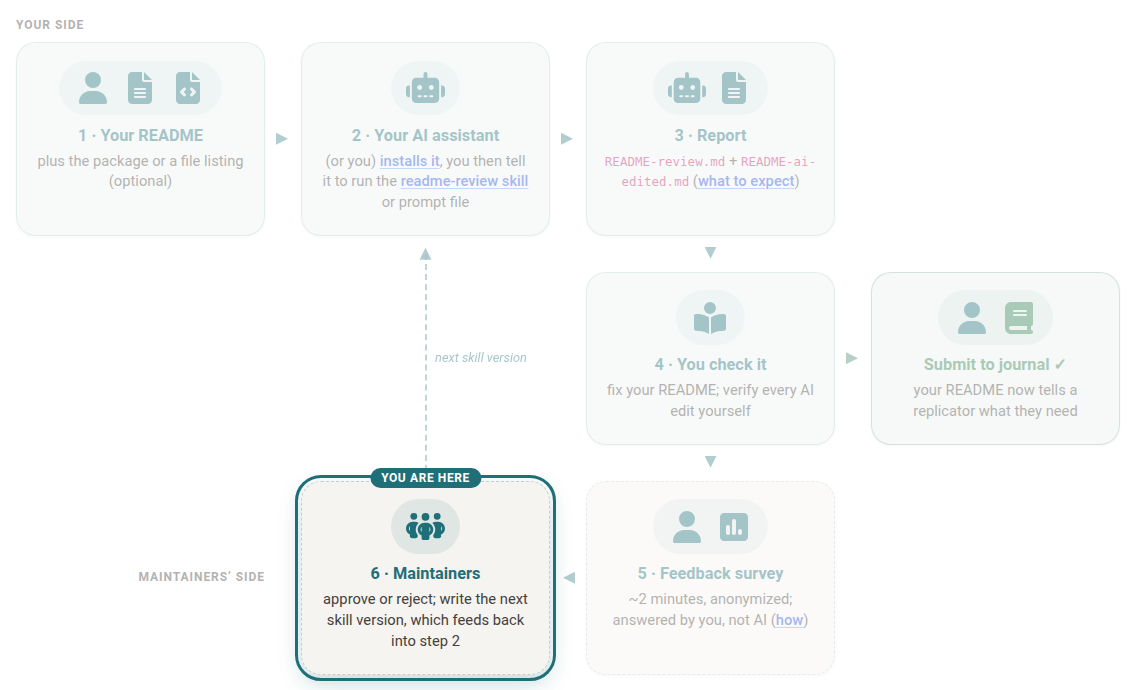 YOUR SIDE
1 · Your README
plus the package or a file listing
(optional)
2 · Your AI assistant
(or you) installs it, you then tell
it to run the readme-review skill
or prompt file
3 · Report
README-review.md + README-ai-
edited.md (what to expect)
4 · You check it
fix your README; verify every AI
edit yourself
Submit to journal ✓
your README now tells a
replicator what they need
next skill version
YOU ARE HERE
MAINTAINERS' SIDE
6 · Maintainers
approve or reject; write the next
skill version, which feeds back
into step 2
5 · Feedback survey
~2 minutes, anonymized;
answered by you, not AI (how)